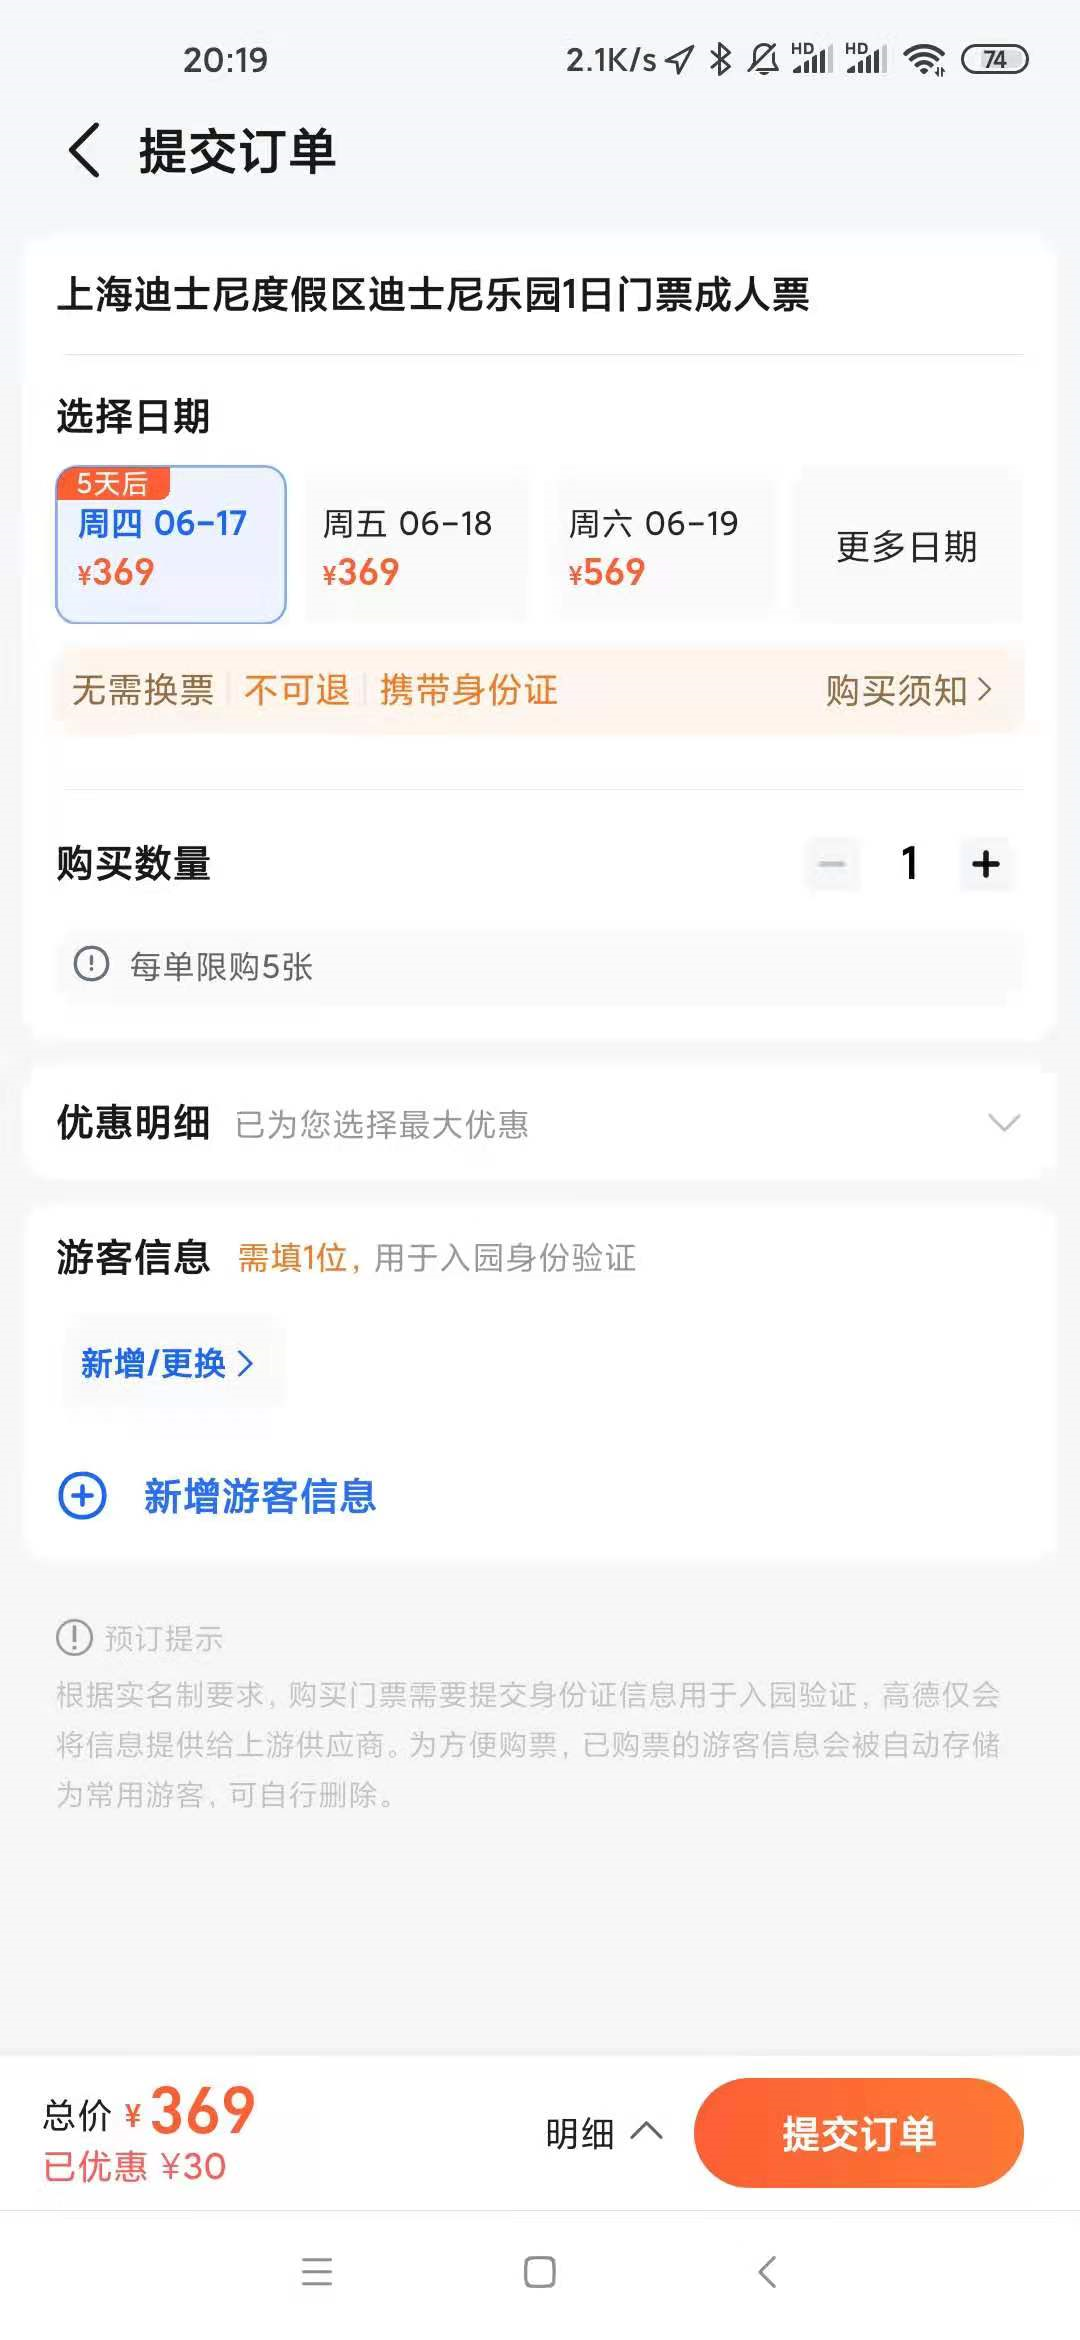 20:19
2.1K/s HD HD 74
提交订单
上海迪士尼度假区迪士尼乐园1日门票成人票
选择日期
5天后
周四 06-17
¥369
周五 06-18
¥369
周六 06-19
¥569
更多日期
无需换票 不可退 携带身份证 购买须知
购买数量 1
每单限购5张
优惠明细 已为您选择最大优惠
游客信息 需填1位，用于入园身份验证
新增/更换
新增游客信息
预订提示
根据实名制要求，购买门票需要提交身份证信息用于入园验证，高德仅会
将信息提供给上游供应商。为方便购票，已购票的游客信息会被自动存储
为常用游客，可自行删除。
总价 ¥369
已优惠 ¥30
明细
提交订单